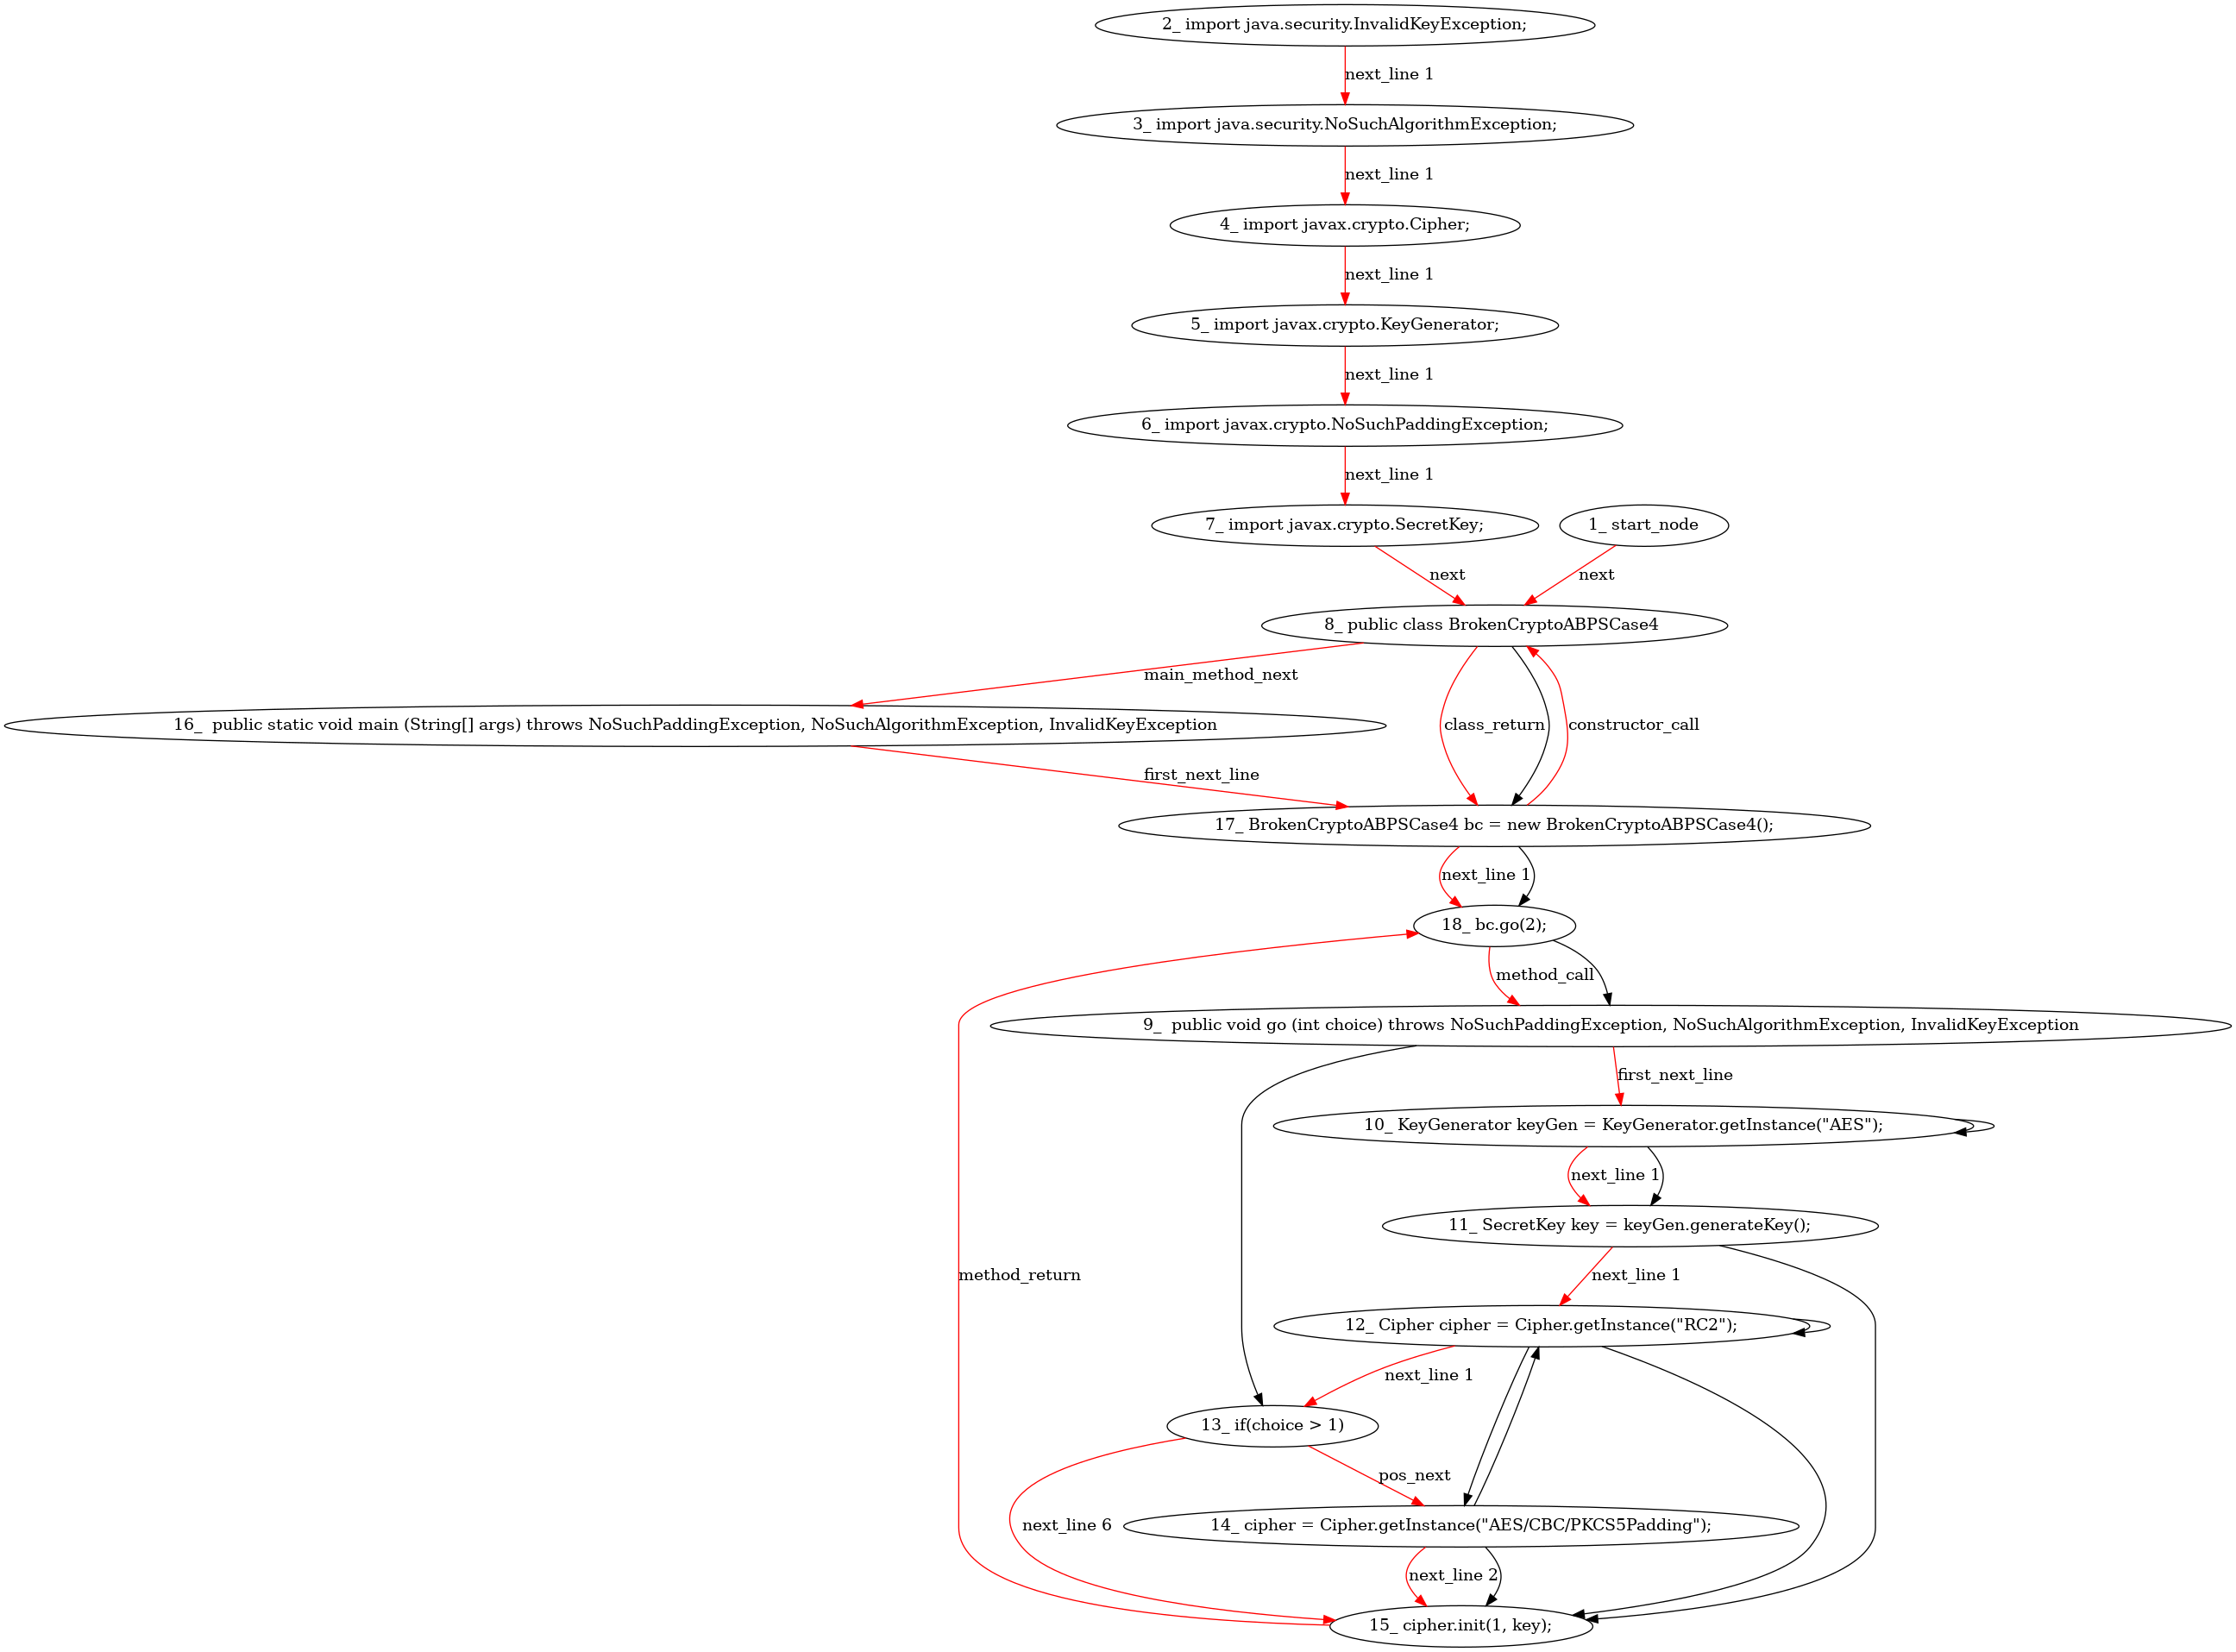 2_ import java.security.InvalidKeyException;
next_line 1
3_ import java.security.NoSuchAlgorithmException;
next_line 1
4_ import javax.crypto.Cipher;
next_line 1
5_ import javax.crypto.KeyGenerator;
next_line 1
6_ import javax.crypto.NoSuchPaddingException;
next_line 1
7_ import javax.crypto.SecretKey;
1_ start_node
next
next
8_ public class BrokenCryptoABPSCase4
main_method_next
16_  public static void main (String[] args) throws NoSuchPaddingException, NoSuchAlgorithmException, InvalidKeyException
class_return
constructor_call
first_next_line
17_ BrokenCryptoABPSCase4 bc = new BrokenCryptoABPSCase4();
next_line 1
18_ bc.go(2);
method_call
9_  public void go (int choice) throws NoSuchPaddingException, NoSuchAlgorithmException, InvalidKeyException
first_next_line
10_ KeyGenerator keyGen = KeyGenerator.getInstance(\"AES\");
next_line 1
11_ SecretKey key = keyGen.generateKey();
method_return
next_line 1
12_ Cipher cipher = Cipher.getInstance(\"RC2\");
next_line 1
13_ if(choice > 1)
pos_next
next_line 6
14_ cipher = Cipher.getInstance(\"AES/CBC/PKCS5Padding\");
next_line 2
15_ cipher.init(1, key);